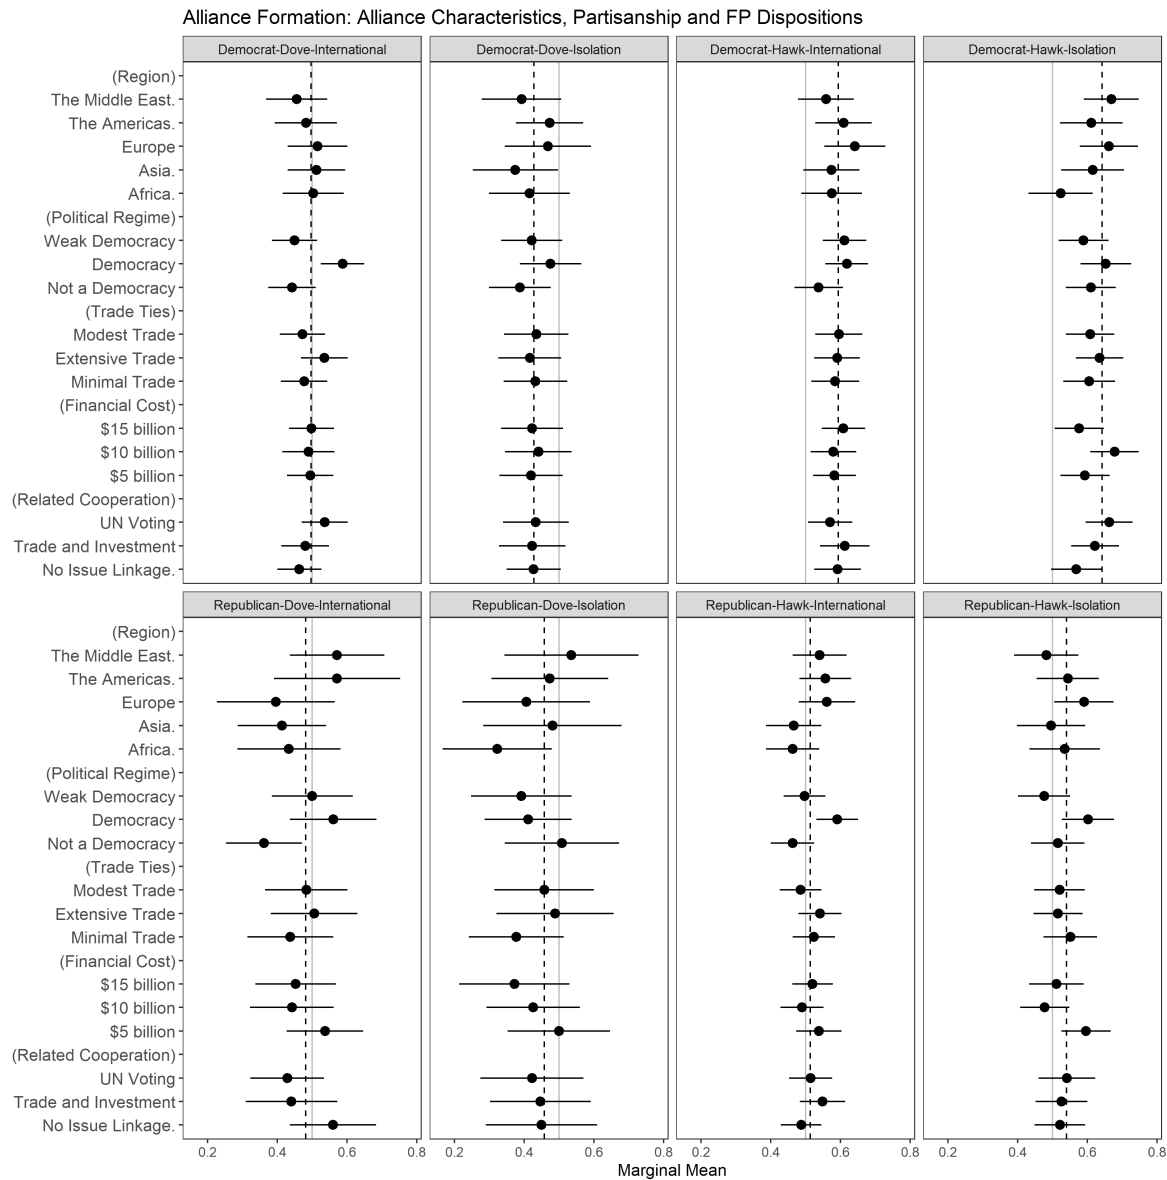 Alliance Formation: Alliance Characteristics, Partisanship and FP Dispositions
Democrat-Dove-International
Democrat-Dove-Isolation
Democrat-Hawk-International
Democrat-Hawk-Isolation
(Region)
The Middle East.
The Americas.
Europe
Asia.
Africa.
(Political Regime)
Weak Democracy
Democracy
Not a Democracy
(Trade Ties)
Modest Trade
Extensive Trade
Minimal Trade
(Financial Cost)
$15 billion
$10 billion
$5 billion
(Related Cooperation)
UN Voting
Trade and Investment
No Issue Linkage.
Republican-Dove-International
Republican-Dove-Isolation
Republican-Hawk-International
Republican-Hawk-Isolation
(Region)
The Middle East.
The Americas.
Europe
Asia.
Africa.
(Political Regime)
Weak Democracy
Democracy
Not a Democracy
(Trade Ties)
Modest Trade
Extensive Trade
Minimal Trade
(Financial Cost)
$15 billion
$10 billion
$5 billion
(Related Cooperation)
UN Voting
Trade and Investment
No Issue Linkage.
0.2 0.4 0.6 0.8
0.2 0.4 0.6 0.8
0.2 0.4 0.6 0.8
0.2 0.4 0.6 0.8
Marginal Mean